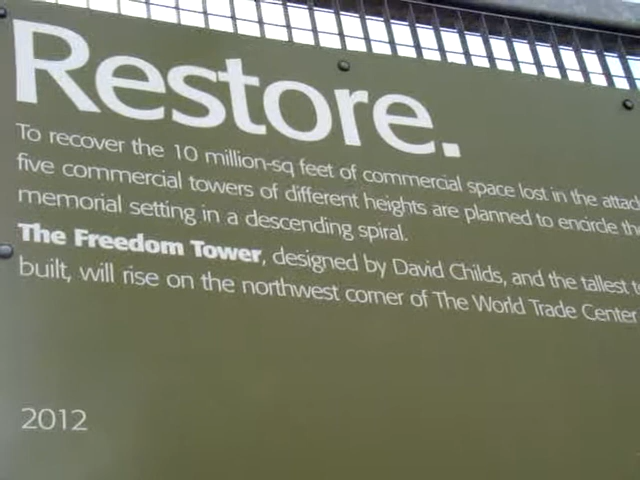 Restore.
To recover the 10 million-sq feet of commercial space lost in the
five commercial towers of different heights are planned to encircle
memorial setting in a descending spiral.
The Freedom Tower, designed by David Childs, and the tallest
built, will rise on the northwest corner of The World Trade Center
2012